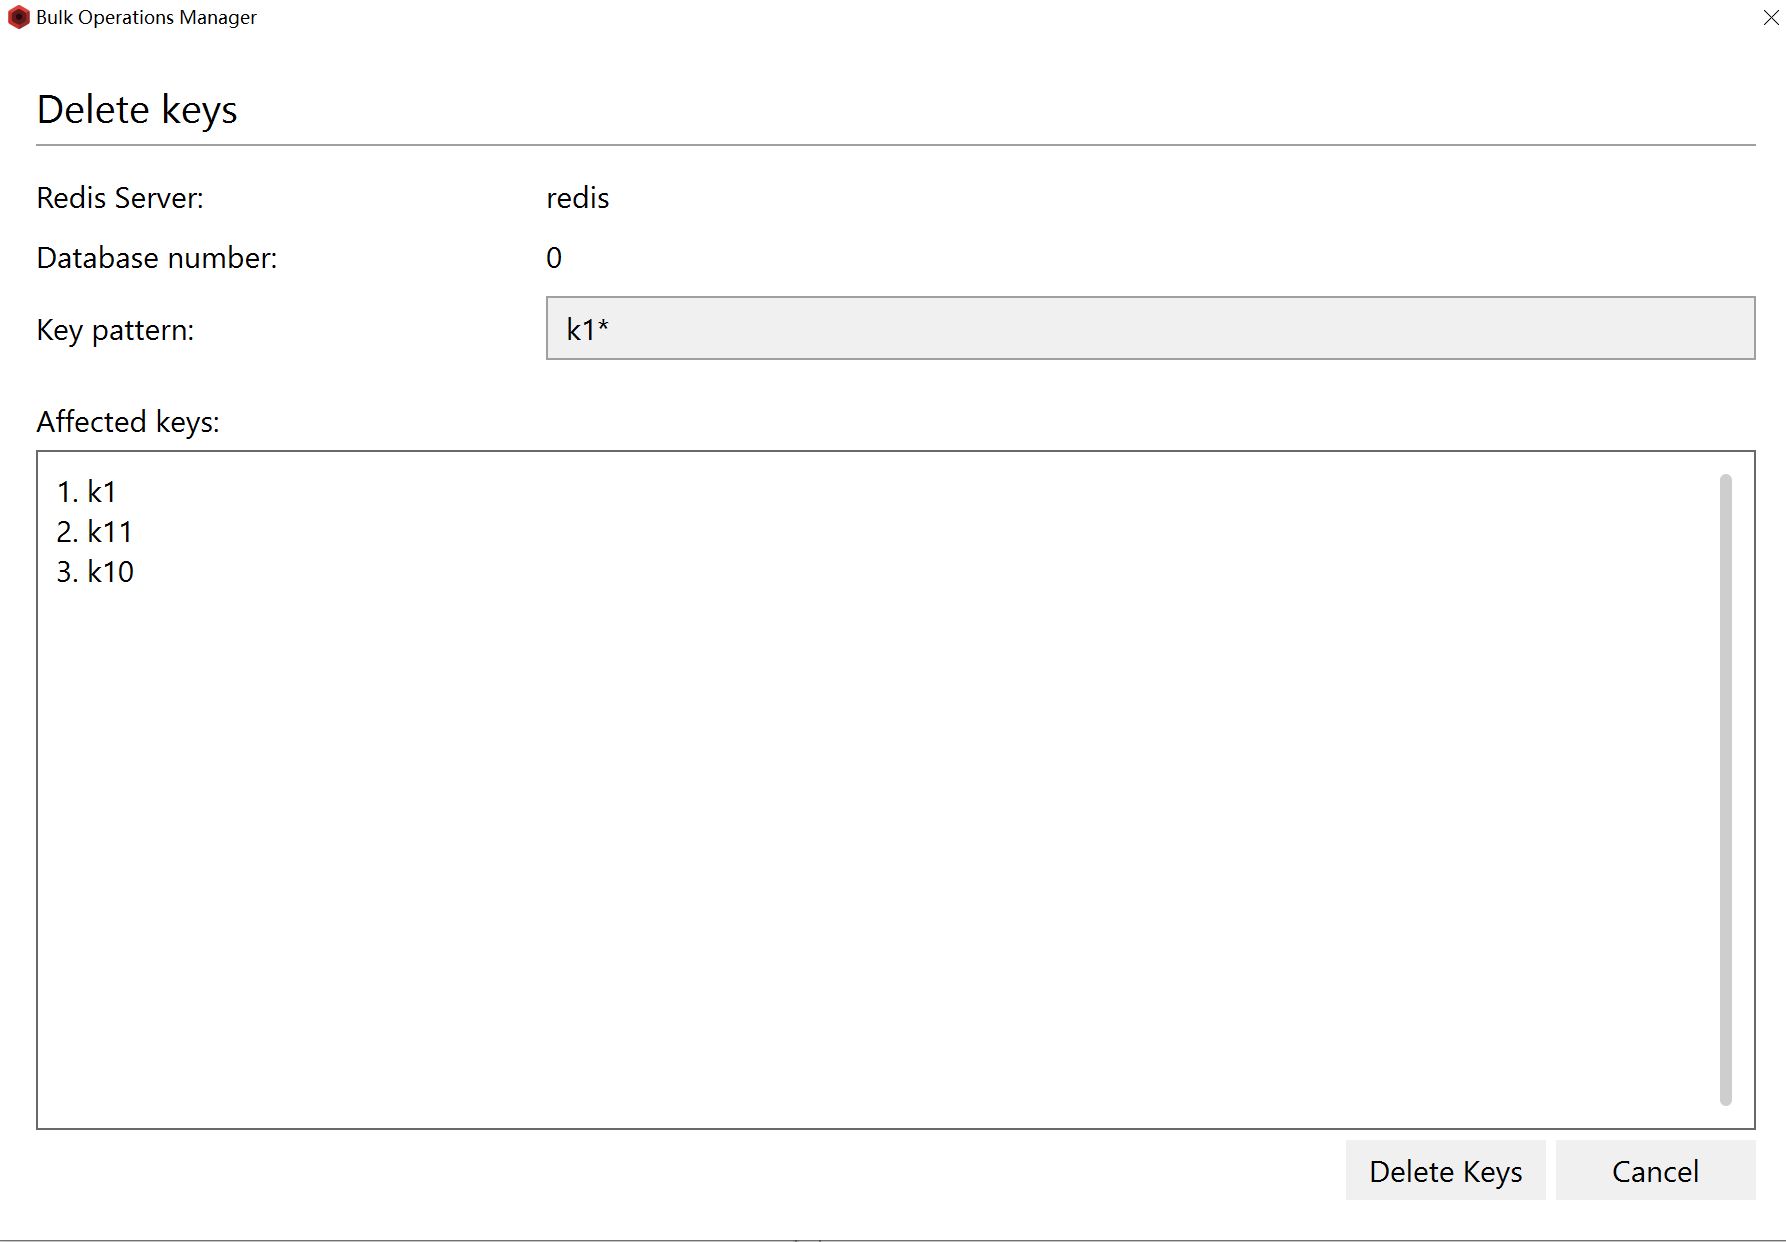 Bulk Operations Manager
Delete keys
Redis Server: redis
Database number: 0
Key pattern: k1*
Affected keys:
1. k1
2. k11
3. k10
Delete Keys Cancel